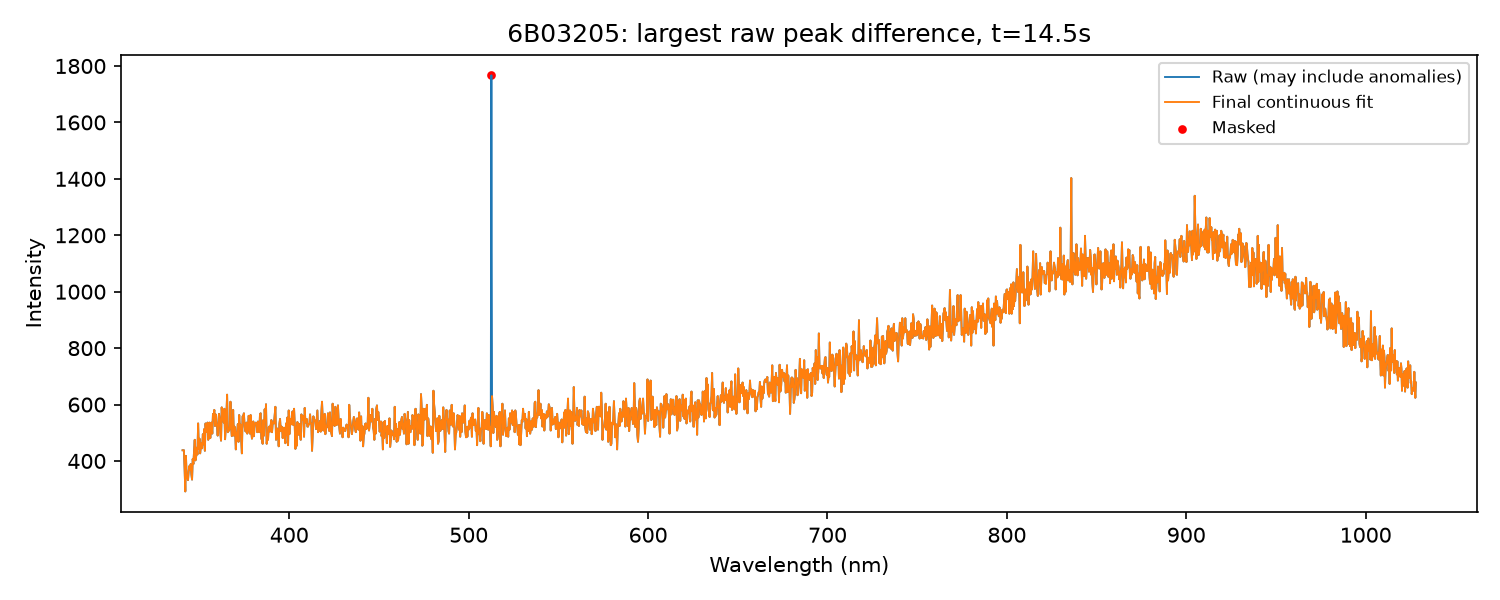 6B03205: largest raw peak difference, t=14.5s
Raw (may include anomalies)
Final continuous fit
Masked
Intensity
1800
1600
1400
1200
1000
800
600
400
400 500 600 700 800 900 1000
Wavelength (nm)